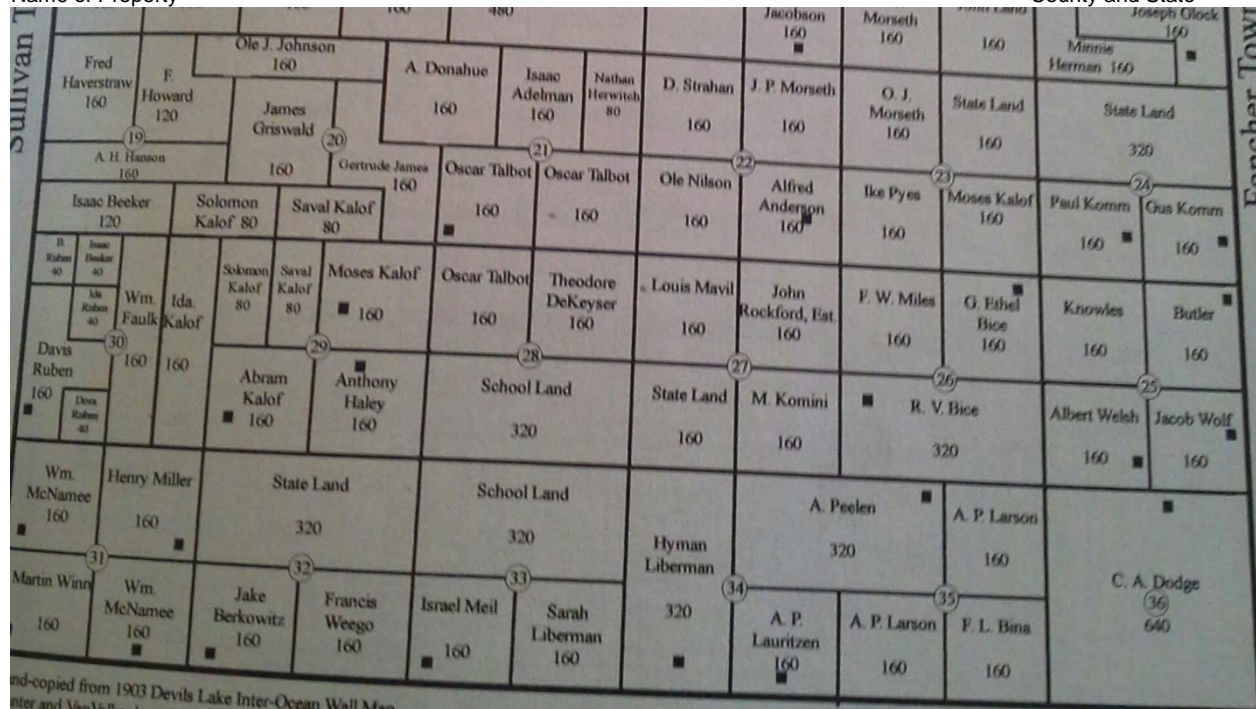 Name of Property
County and State
Sullivan T
480
Jacobson
160
Morseth
160
160
Joseph Glock
160
Minnie
Herman 160
Fred
Haverstraw
160
F.
Howard
120
Ole J. Johnson
160
James
Griswald
160
A. Donahue
160
Isaac
Adelman
160
Nathan
Herwitch
80
D. Strahan
160
J. P. Morseth
160
O. J.
Morseth
160
State Land
160
State Land
320
19
20
21
22
23
24
A. H. Hanson
160
Gertrude James
160
Oscar Talbot
160
Oscar Talbot
160
Ole Nilson
160
Alfred
Anderson
160
Ike Pyes
160
Moses Kalof
160
Paul Komm
160
Gus Komm
160
Isaac Beeker
120
Solomon
Kalof 80
Saval Kalof
80
Ruben
40
Isaac
Beeker
40
Ida
Ruben
40
Wm.
Faulk
160
Ida.
Kalof
160
Solomon
Kalof
80
Saval
Kalof
80
Moses Kalof
160
Oscar Talbot
160
Theodore
DeKeyser
160
Louis Mavil
160
John
Rockford, Est.
160
F. W. Miles
160
G. Ethel
Bice
160
Knowles
160
Butler
160
30
29
28
27
26
25
Davis
Ruben
160
Dora
Ruben
40
Abram
Kalof
160
Anthony
Haley
160
School Land
320
State Land
160
M. Komini
160
R. V. Bice
320
Albert Welsh
160
Jacob Wolf
160
Wm.
McNamee
160
Henry Miller
160
State Land
320
School Land
320
Hyman
Liberman
320
A. Peelen
320
A. P. Larson
160
C. A. Dodge
36
640
31
32
33
34
35
Martin Winn
160
Wm.
McNamee
160
Jake
Berkowitz
160
Francis
Weego
160
Israel Meil
160
Sarah
Liberman
160
A. P.
Lauritzen
160
A. P. Larson
160
F. L. Bina
160
nd-copied from 1903 Devils Lake Inter-Ocean Wall Map